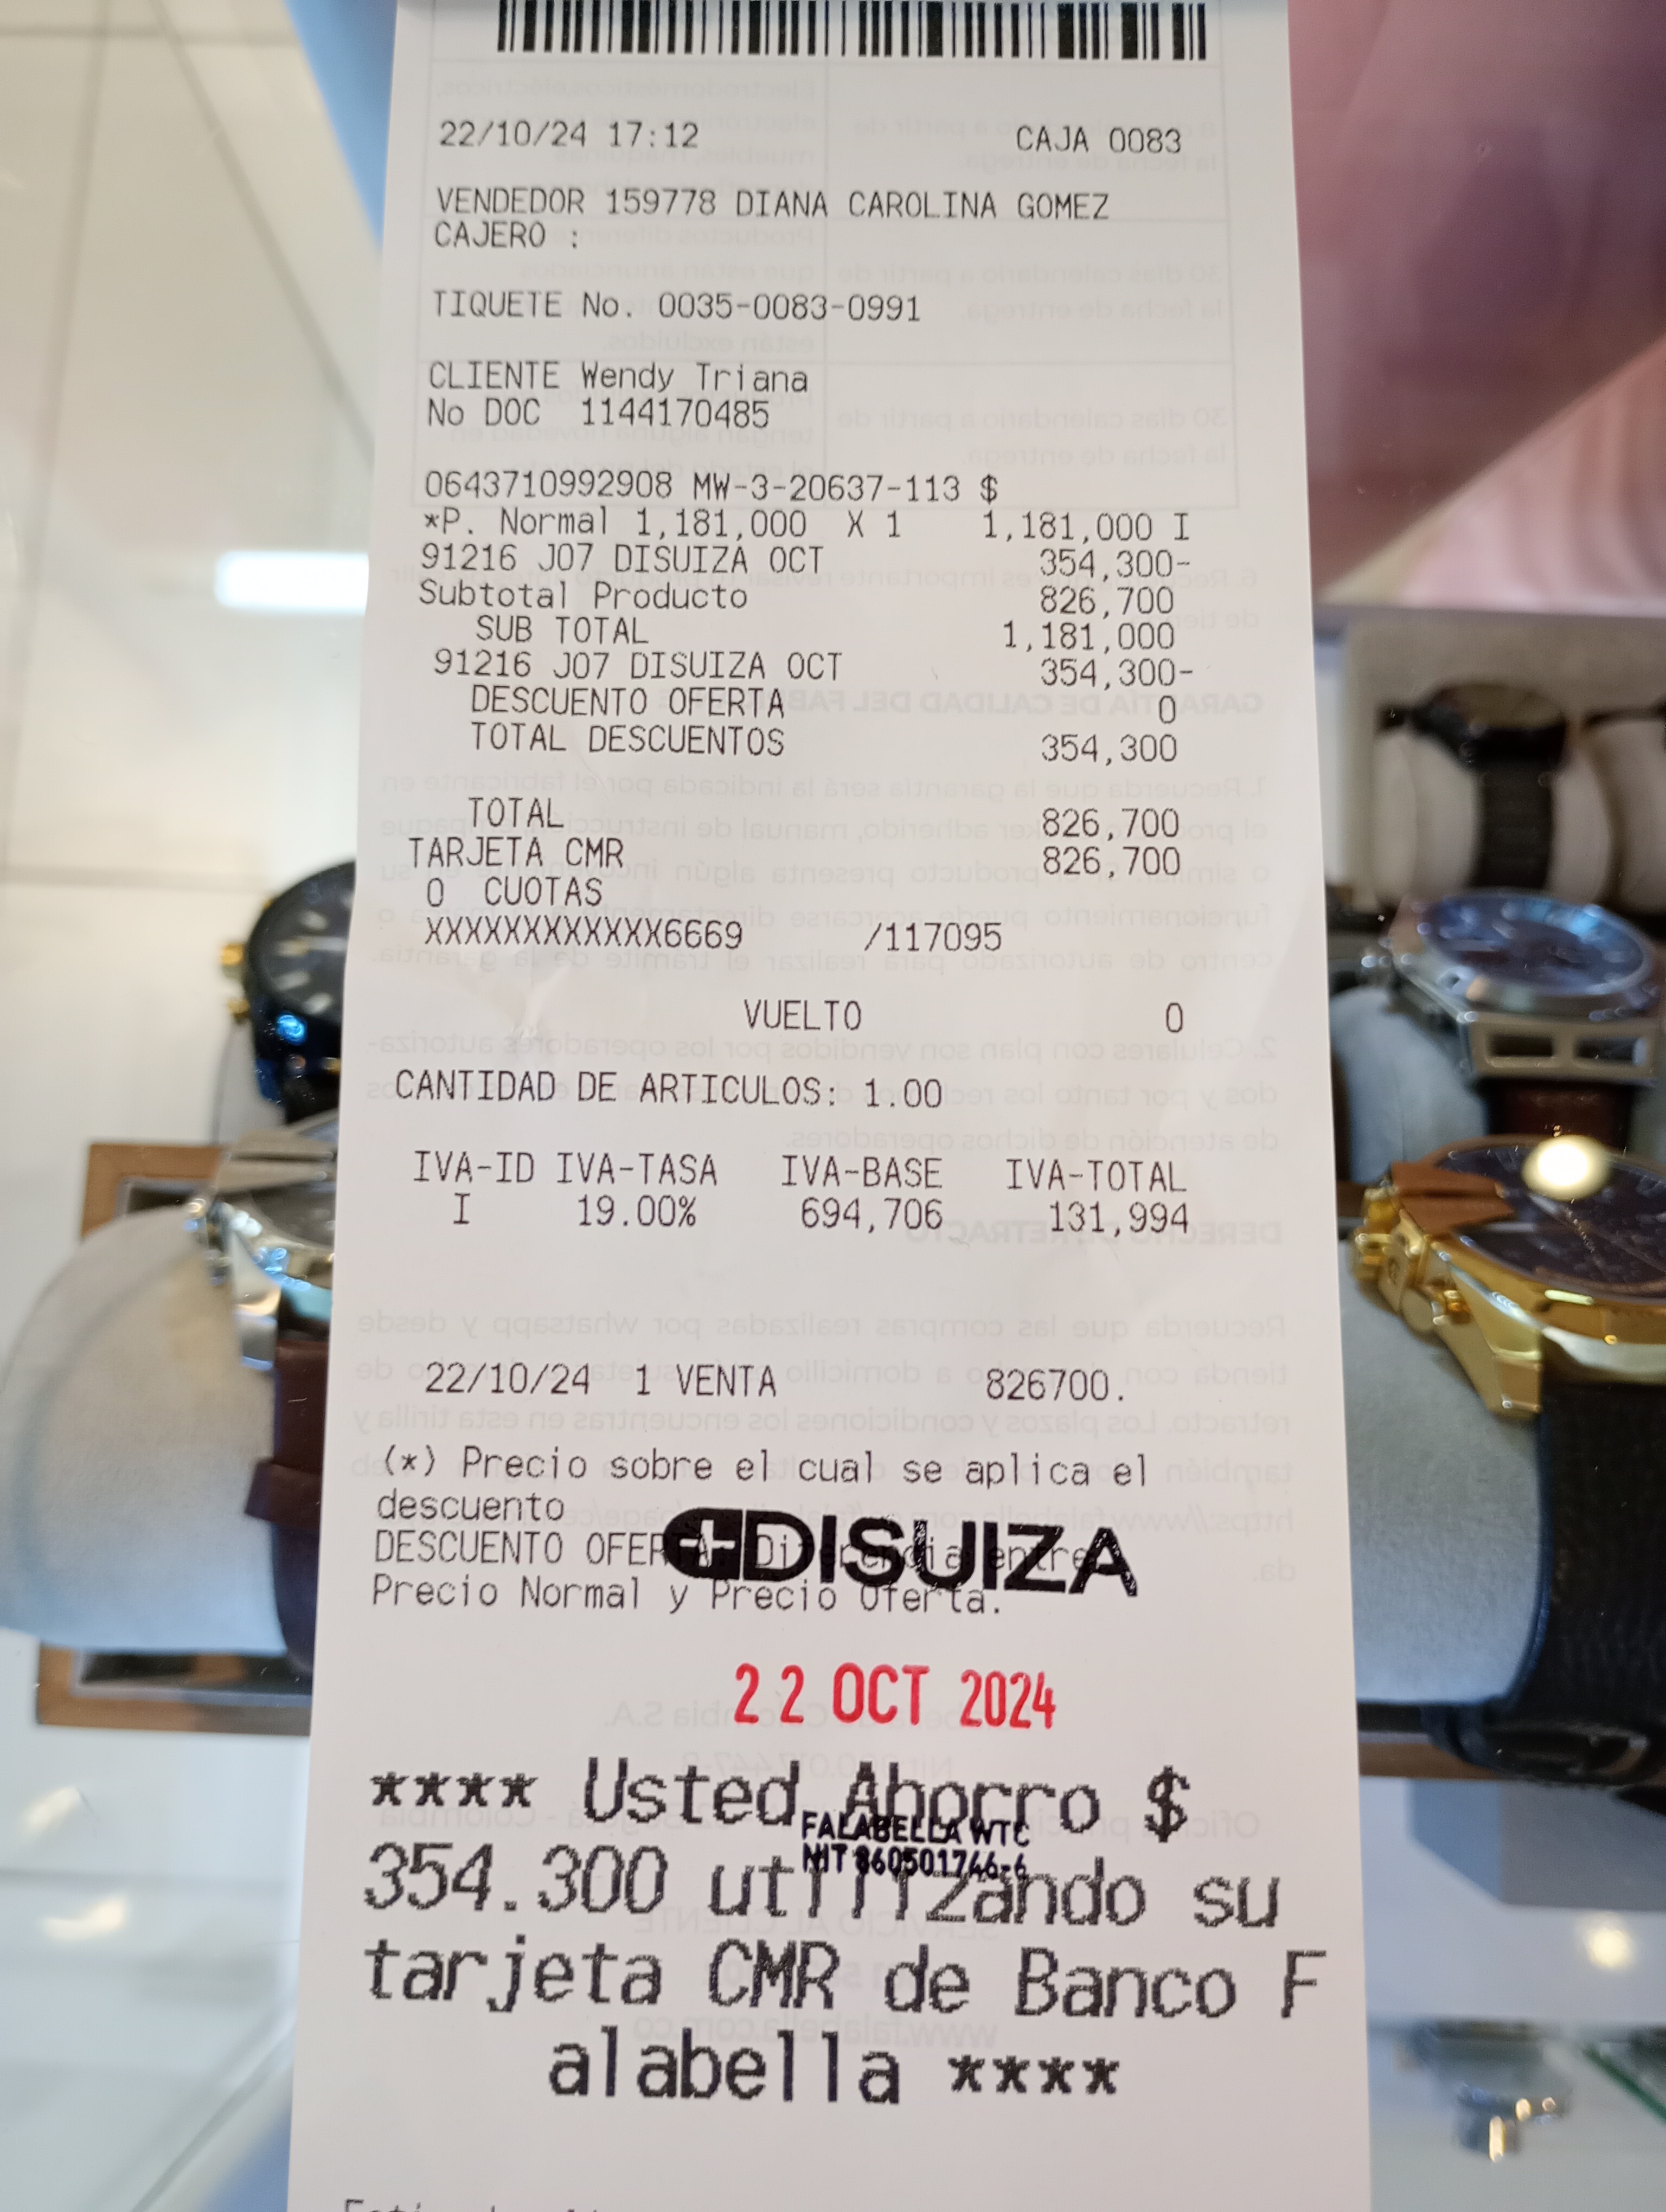 22/10/24 17:12 CAJA 0083
VENDEDOR 159778 DIANA CAROLINA GOMEZ
CAJERO :
TIQUETE No. 0035-0083-0991
CLIENTE Wendy Triana
No DOC 1144170485
0643710992908 MW-3-20637-113 $
*P. Normal 1,181,000 X 1 1,181,000 I
91216 J07 DISUIZA OCT 354,300-
Subtotal Producto 826,700
SUB TOTAL 1,181,000
91216 J07 DISUIZA OCT 354,300-
DESCUENTO OFERTA 0
TOTAL DESCUENTOS 354,300
TOTAL 826,700
TARJETA CMR 826,700
0 CUOTAS
XXXXXXXXXXXX6669 /117095
VUELTO 0
CANTIDAD DE ARTICULOS: 1.00
IVA-ID IVA-TASA IVA-BASE IVA-TOTAL
I 19.00% 694,706 131,994
22/10/24 1 VENTA 826700.
(*) Precio sobre el cual se aplica el
descuento
DESCUENTO OFERTA: Diferencia entre
Precio Normal y Precio Oferta.
DISUIZA
22 OCT 2024
**** Usted Ahorro $
FALABELLA WTC
NIT 860501746-6
354.300 utilizando su
tarjeta CMR de Banco F
alabella ****